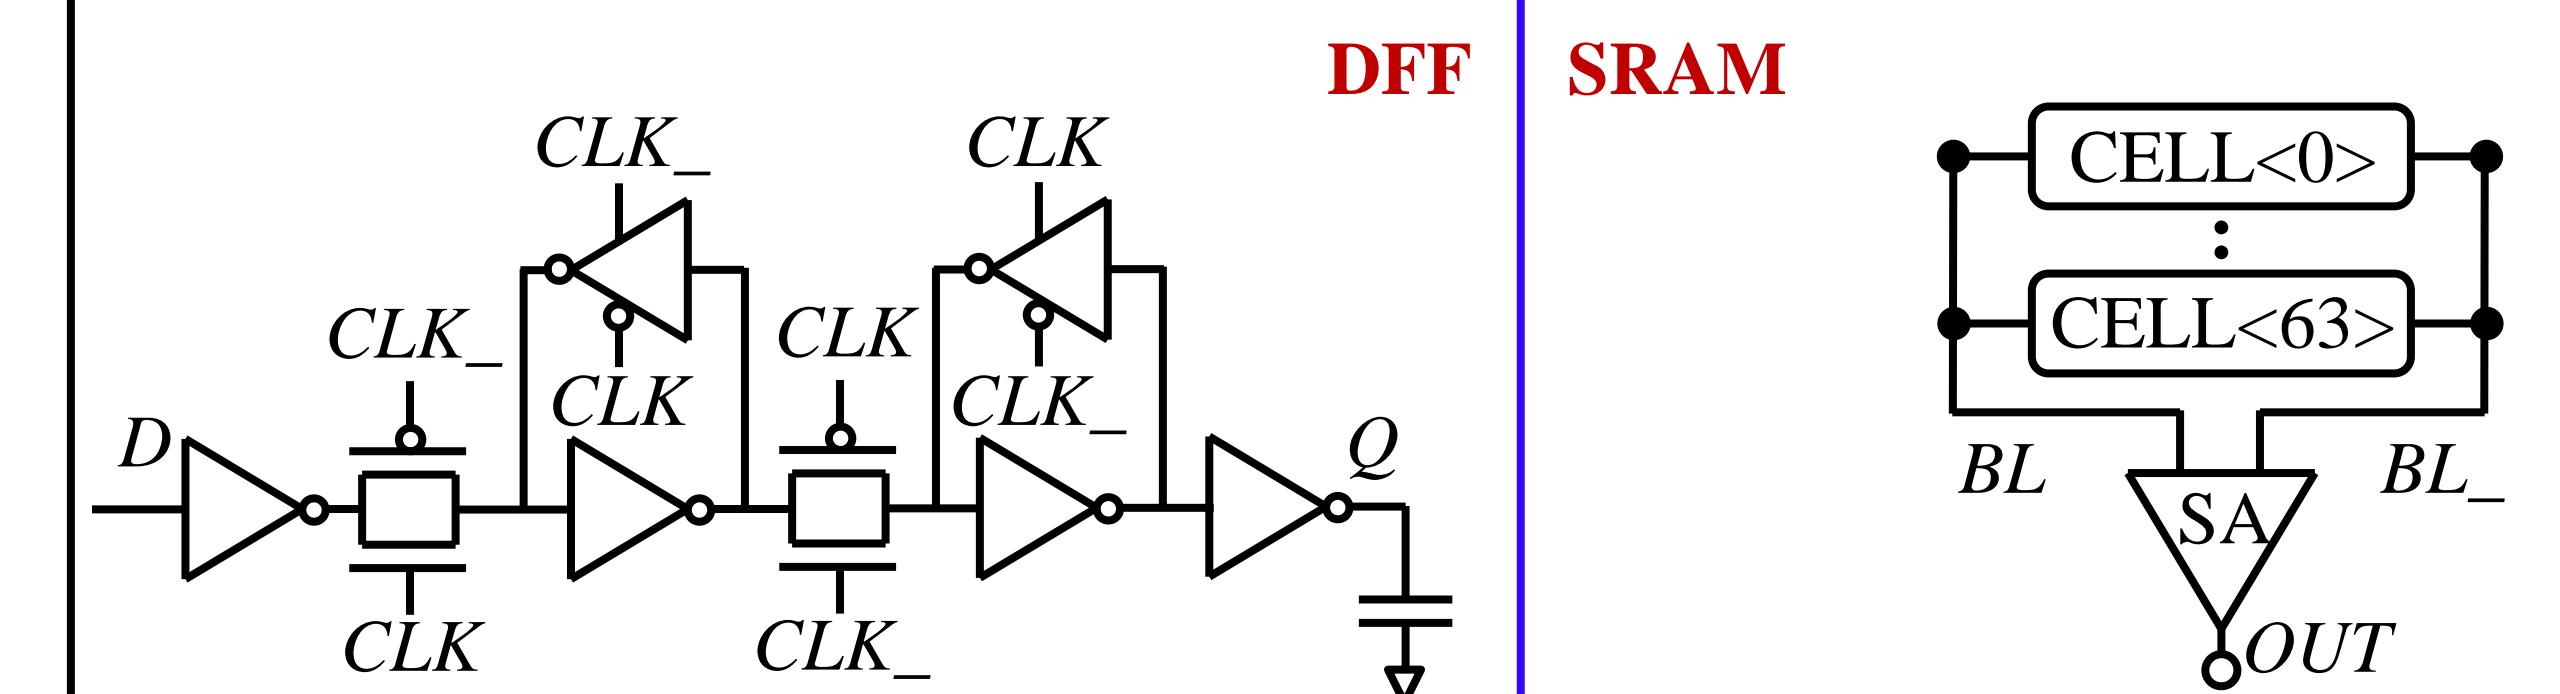 DFF
SRAM
CLK_
CLK
CELL<0>
CLK_
CLK
CELL<63>
CLK
CLK_
D
Q
BL
BL_
SA
CLK
CLK_
OUT